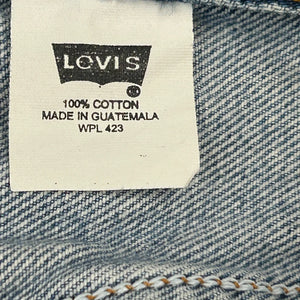 LEVI'S
100% COTTON
MADE IN GUATEMALA
WPL 423